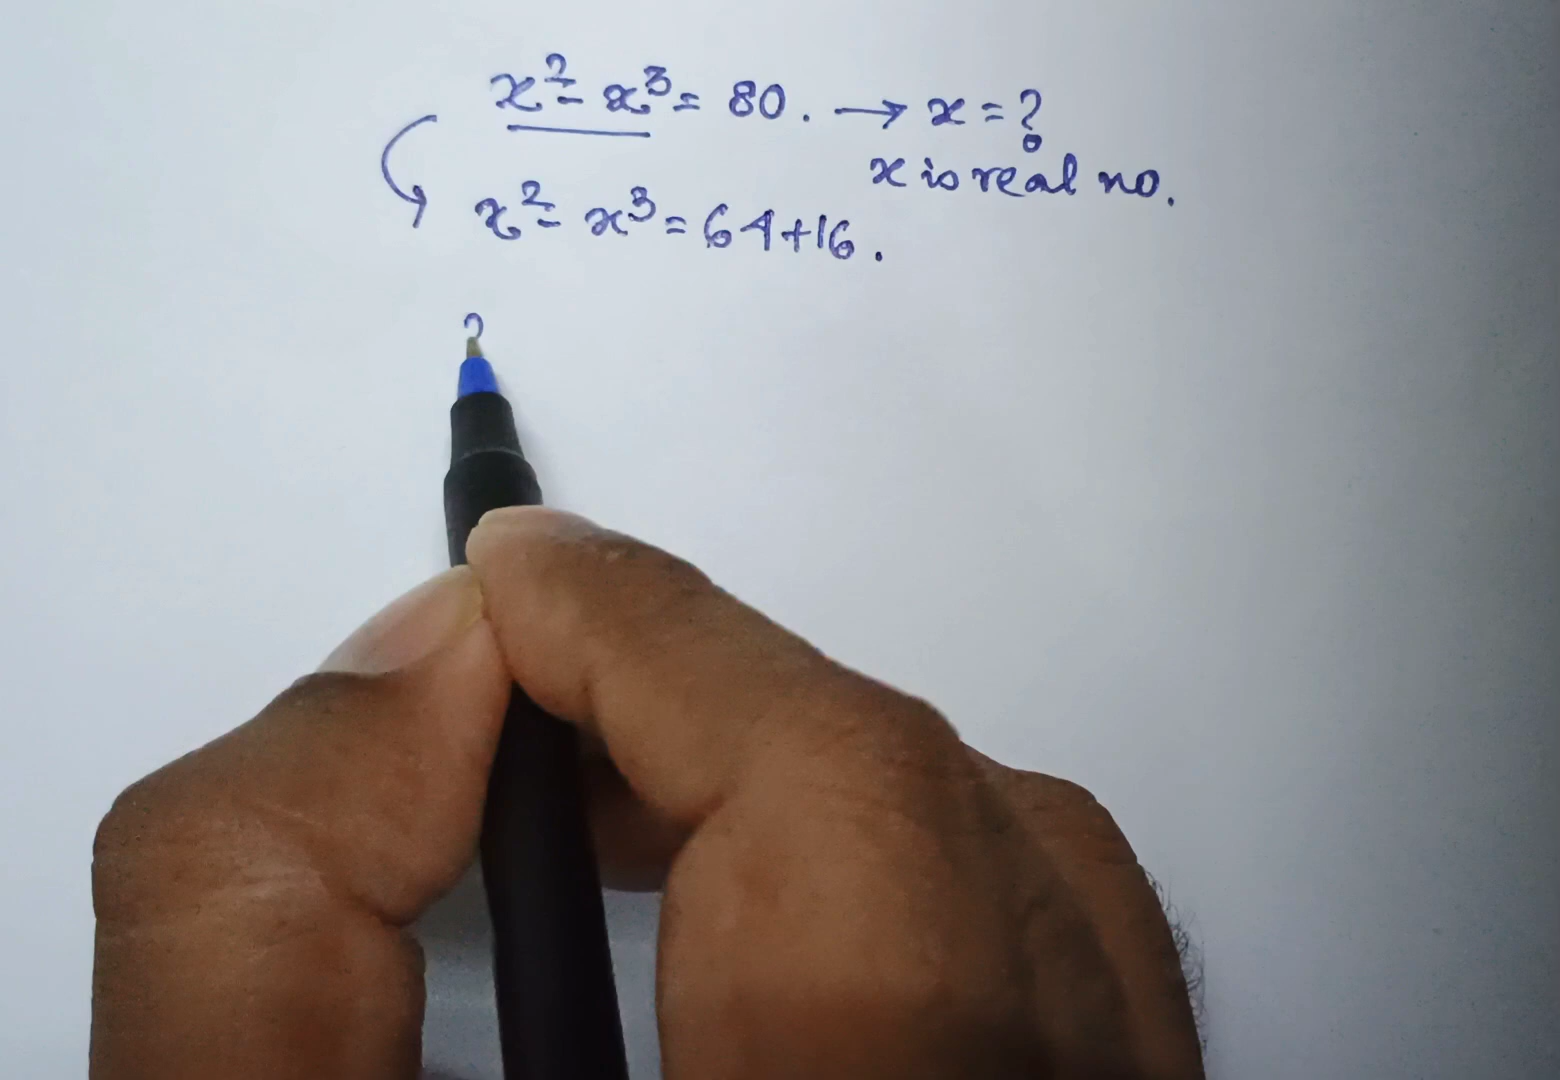 x² - x³ = 80. → x = ?
x is real no.
x² - x³ = 64+16.